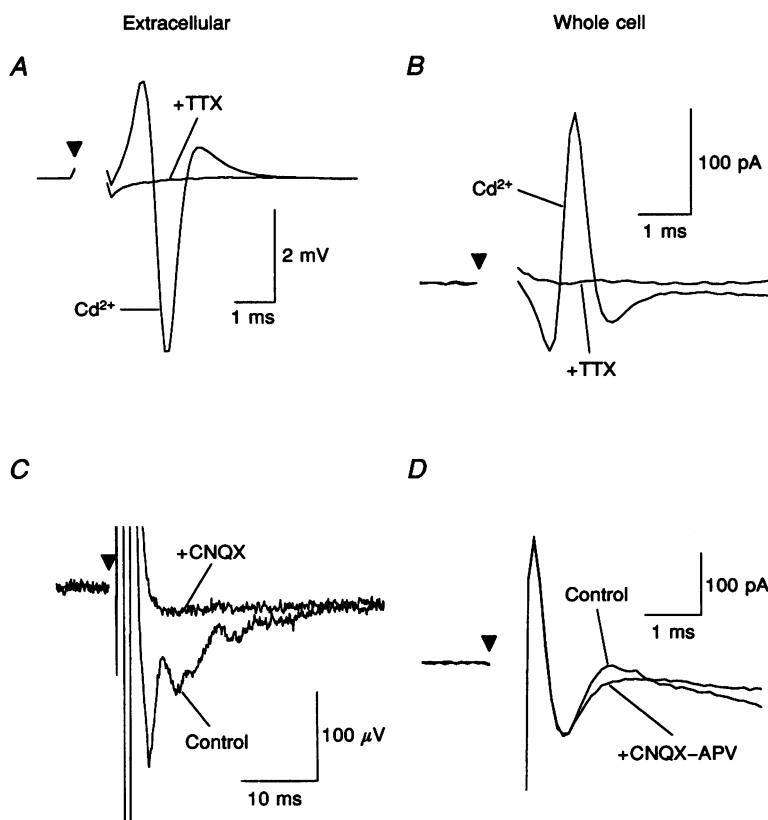 Extracellular
Whole cell
A
+TTX
Cd²⁺
2 mV
1 ms
B
Cd²⁺
100 pA
1 ms
+TTX
C
+CNQX
Control
100 μV
10 ms
D
Control
100 pA
1 ms
+CNQX–APV